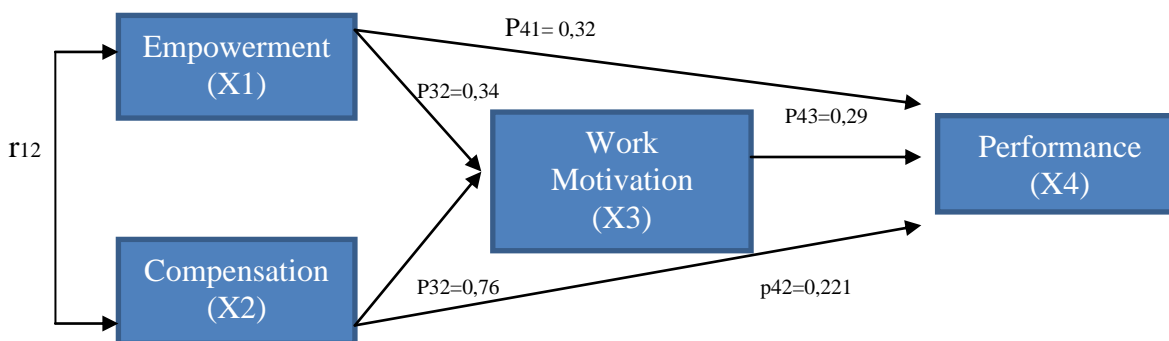 P41= 0,32
Empowerment
(X1)
P32=0,34
P43=0,29
r12
Work
Motivation
(X3)
Performance
(X4)
Compensation
(X2)
P32=0,76
p42=0,221